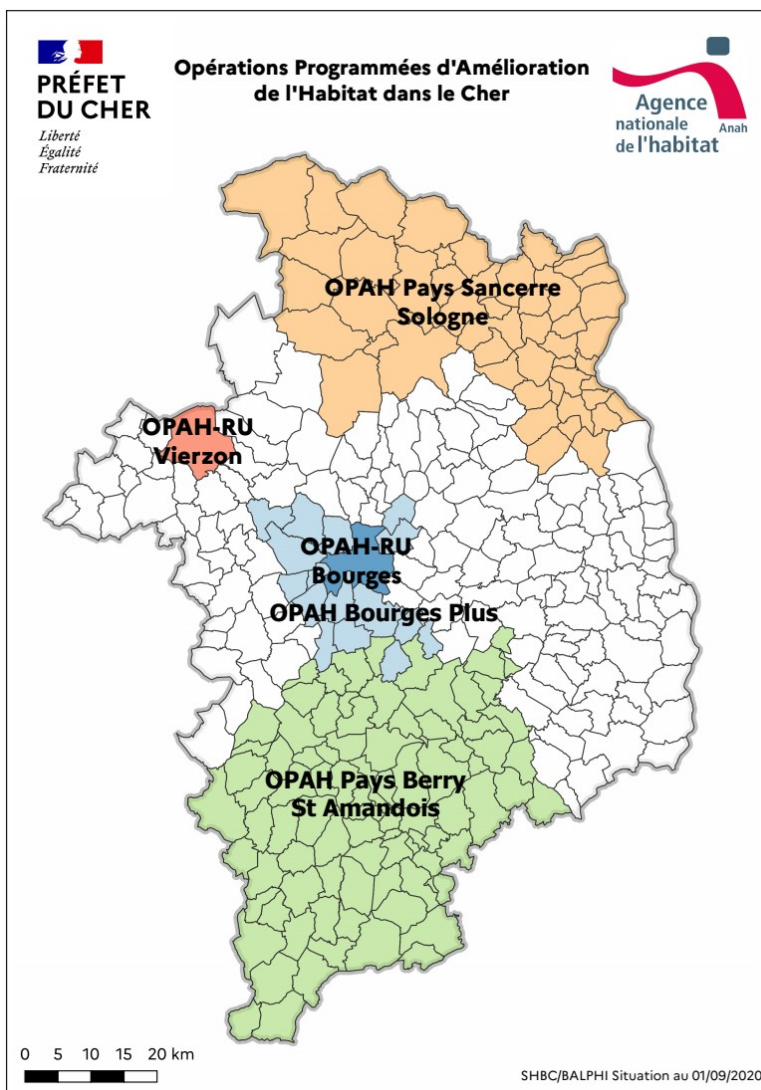 PRÉFET
DU CHER
Liberté
Égalité
Fraternité
Opérations Programmées d'Amélioration
de l'Habitat dans le Cher
Agence
nationale
de l'habitat
Anah
OPAH Pays Sancerre
Sologne
OPAH-RU
Vierzon
OPAH-RU
Bourges
OPAH Bourges Plus
OPAH Pays Berry
St Amandois
0 5 10 15 20 km
SHBC/BALPHI Situation au 01/09/2020